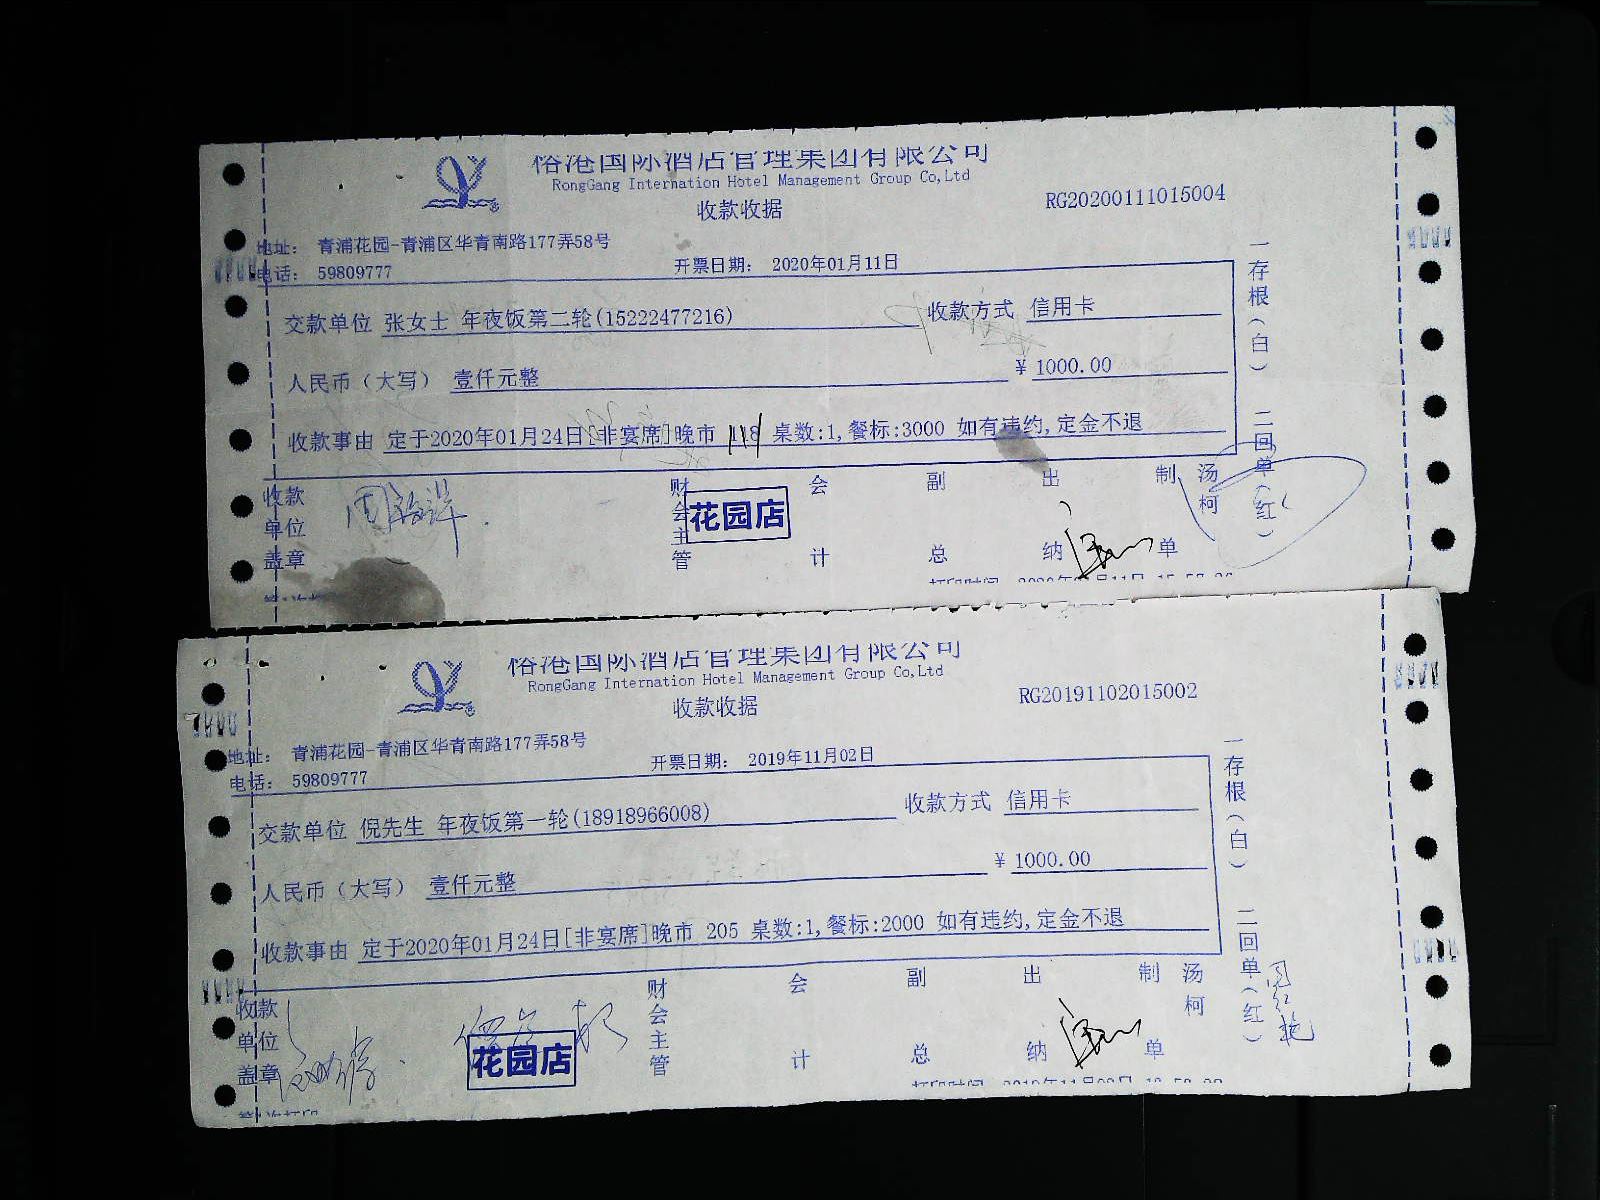 榕港国际酒店管理集团有限公司
RongGang Internation Hotel Management Group Co,Ltd
收款收据
RG20200111015004
地址： 青浦花园-青浦区华青南路177弄58号
电话： 59809777
开票日期： 2020年01月11日
交款单位 张女士 年夜饭第二轮(15222477216) 收款方式 信用卡
人民币（大写） 壹仟元整 ¥ 1000.00
收款事由 定于2020年01月24日[非宴席]晚市 118 桌数:1,餐标:3000 如有违约,定金不退
收款单位盖章 财会主管 会计 副总 出纳 制单 汤柯
花园店
一存根（白） 二回单（红）
榕港国际酒店管理集团有限公司
RongGang Internation Hotel Management Group Co,Ltd
收款收据
RG20191102015002
地址： 青浦花园-青浦区华青南路177弄58号
电话： 59809777
开票日期： 2019年11月02日
交款单位 倪先生 年夜饭第一轮(18918966008) 收款方式 信用卡
人民币（大写） 壹仟元整 ¥ 1000.00
收款事由 定于2020年01月24日[非宴席]晚市 205 桌数:1,餐标:2000 如有违约,定金不退
收款单位盖章 财会主管 会计 副总 出纳 制单 汤柯
花园店
一存根（白） 二回单（红）